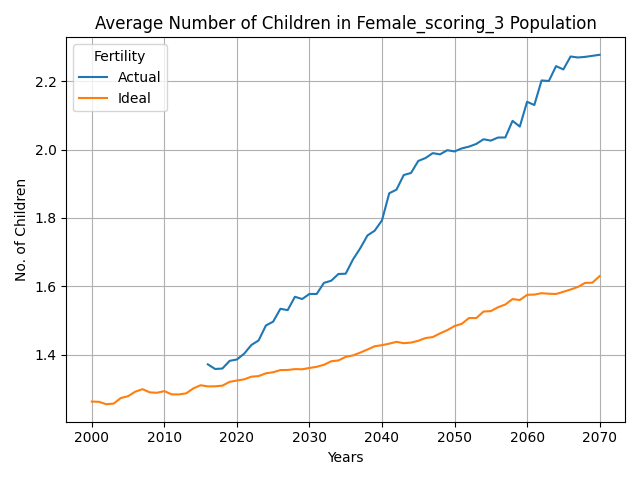 Average Number of Children in Female_scoring_3 Population
Fertility
Actual
Ideal
2.2
2.0
1.8
1.6
1.4
No. of Children
2000 2010 2020 2030 2040 2050 2060 2070
Years